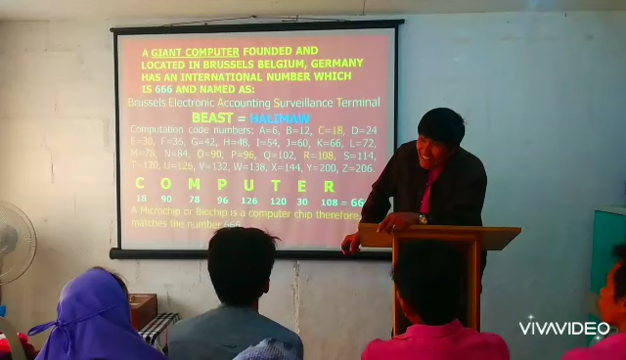 A GIANT COMPUTER FOUNDED AND
LOCATED IN BRUSSELS BELGIUM, GERMANY
HAS AN INTERNATIONAL NUMBER WHICH
IS 666 AND NAMED AS:
Brussels Electronic Accounting Surveillance Terminal
BEAST = HALIMAW
Computation code numbers: A=6, B=12, C=18, D=24
E=30, F=36, G=42, H=48, I=54, J=60, K=66, L=72,
M=78, N=84, O=90, P=96, Q=102, R=108, S=114,
T=120, U=126, V=132, W=138, X=144, Y=200, Z=206.
C O M P U T E R
18 90 78 96 126 120 30 108 = 66
A Microchip or Biochip is a computer chip therefore
matches the number 666
VIVAVIDEO